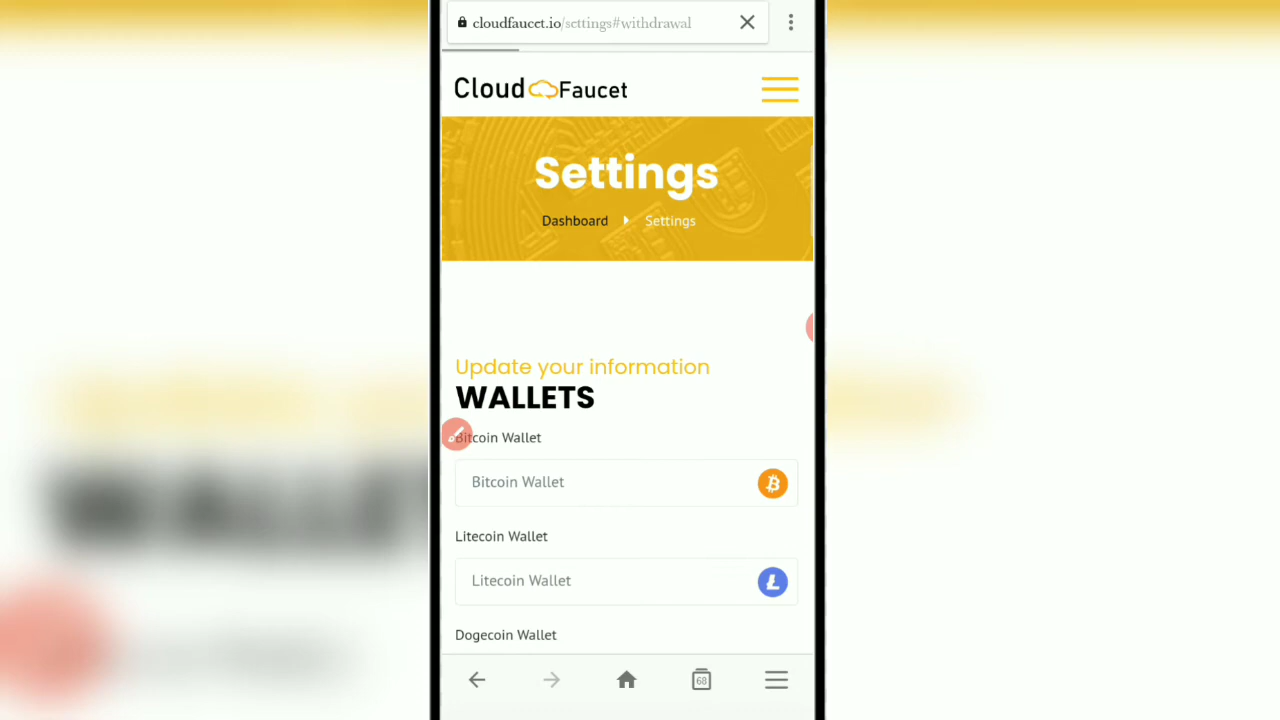 cloudfaucet.io/settings#withdrawal
Cloud Faucet
Settings
Dashboard Settings
Update your information
WALLETS
Bitcoin Wallet
Bitcoin Wallet
Litecoin Wallet
Litecoin Wallet
Dogecoin Wallet
68